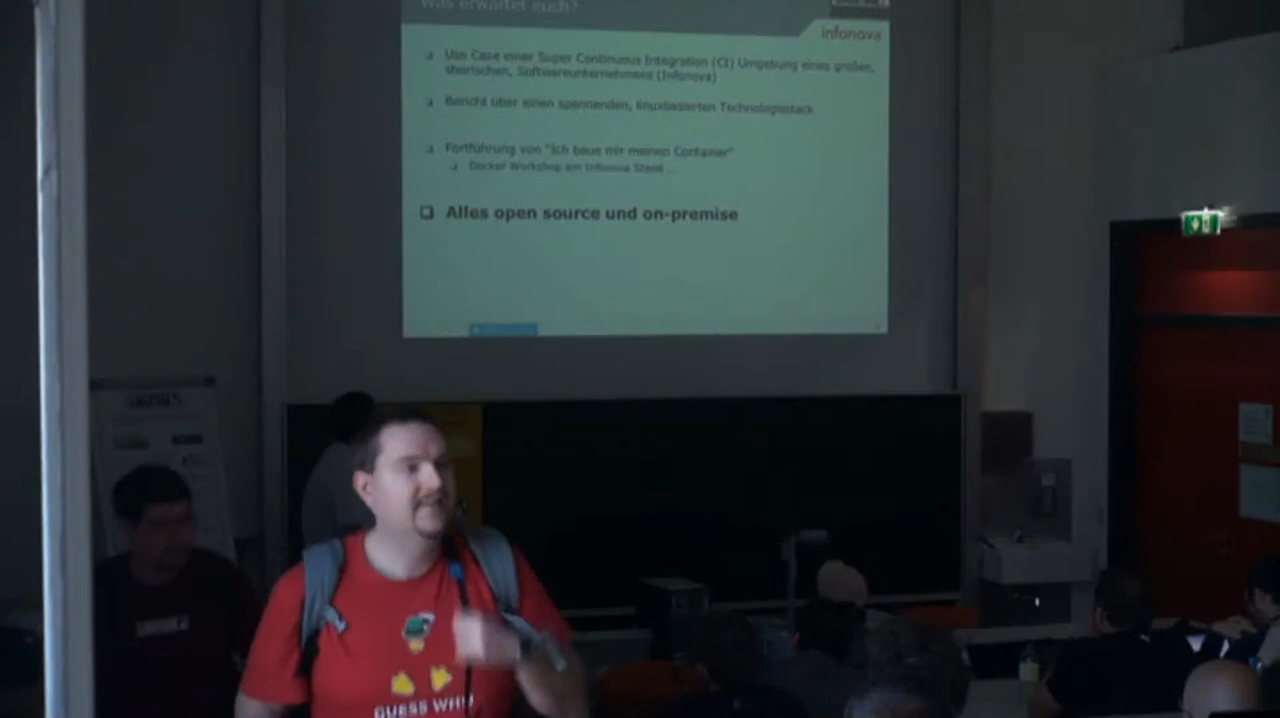 Was erwartet euch?
infonova
Use Case einer Super Continuous Integration (CI) Umgebung eines großen,
steirischen, Softwareunternehmens (Infonova)
Bericht über einen spannenden, linuxbasierten Technologiestack
Fortführung von "Ich baue mir meinen Container"
Docker Workshop am Infonova Stand ...
Alles open source und on-premise
GUESS WHO